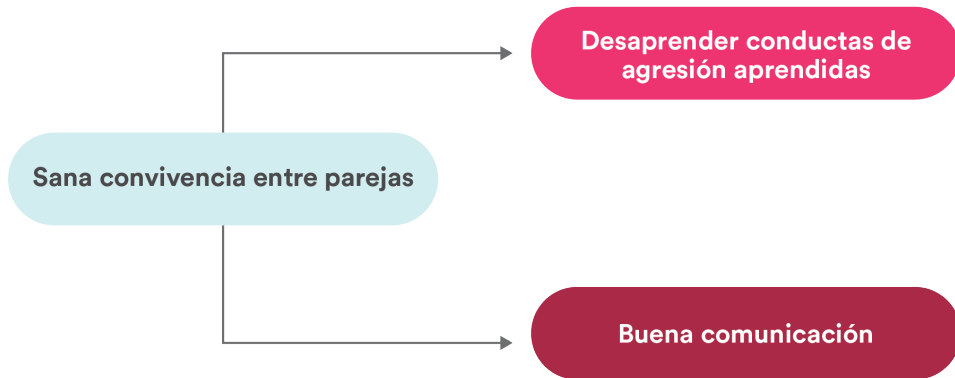 Desaprender conductas de
agresión aprendidas
Sana convivencia entre parejas
Buena comunicación